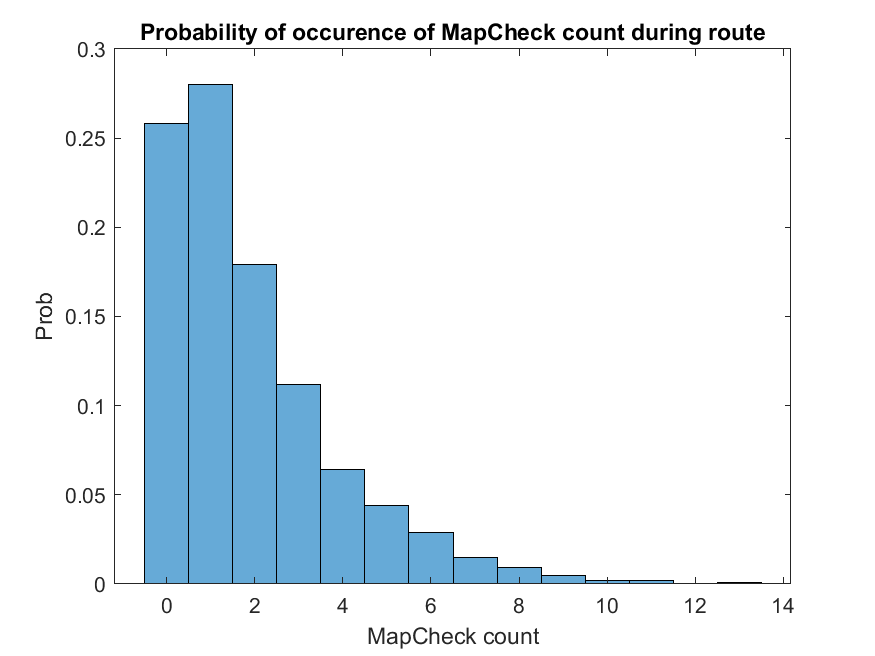 Probability of occurence of MapCheck count during route
0.3
0.25
0.2
0.15
0.1
0.05
0
Prob
0 2 4 6 8 10 12 14
MapCheck count